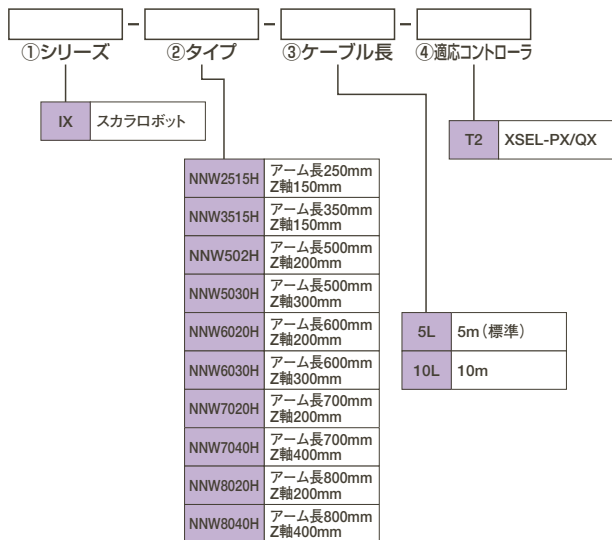 ①シリーズ - ②タイプ - ③ケーブル長 - ④適応コントローラ
IX スカラロボット
T2 XSEL-PX/QX
NNW2515H アーム長250mm
Z軸150mm
NNW3515H アーム長350mm
Z軸150mm
NNW502H アーム長500mm
Z軸200mm
NNW5030H アーム長500mm
Z軸300mm
NNW6020H アーム長600mm
Z軸200mm
NNW6030H アーム長600mm
Z軸300mm
NNW7020H アーム長700mm
Z軸200mm
NNW7040H アーム長700mm
Z軸400mm
NNW8020H アーム長800mm
Z軸200mm
NNW8040H アーム長800mm
Z軸400mm
5L 5m（標準）
10L 10m